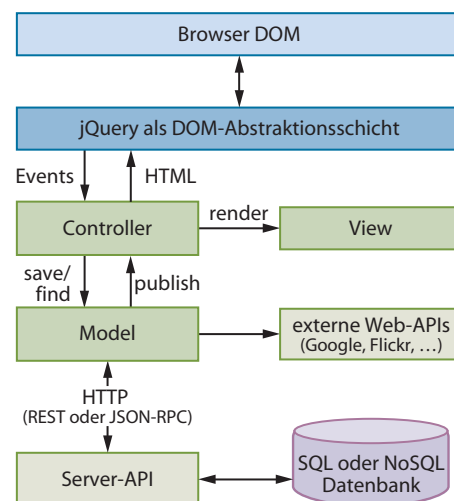 Browser DOM
jQuery als DOM-Abstraktionsschicht
Events
HTML
Controller
render
View
save/
find
publish
Model
externe Web-APIs
(Google, Flickr, …)
HTTP
(REST oder JSON-RPC)
Server-API
SQL oder NoSQL
Datenbank